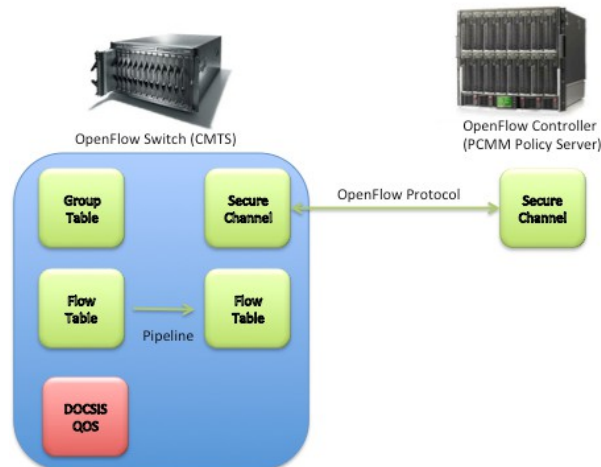 OpenFlow Switch (CMTS)
OpenFlow Controller
(PCMM Policy Server)
Group
Table
Secure
Channel
OpenFlow Protocol
Secure
Channel
Flow
Table
Pipeline
Flow
Table
DOCSIS
QOS